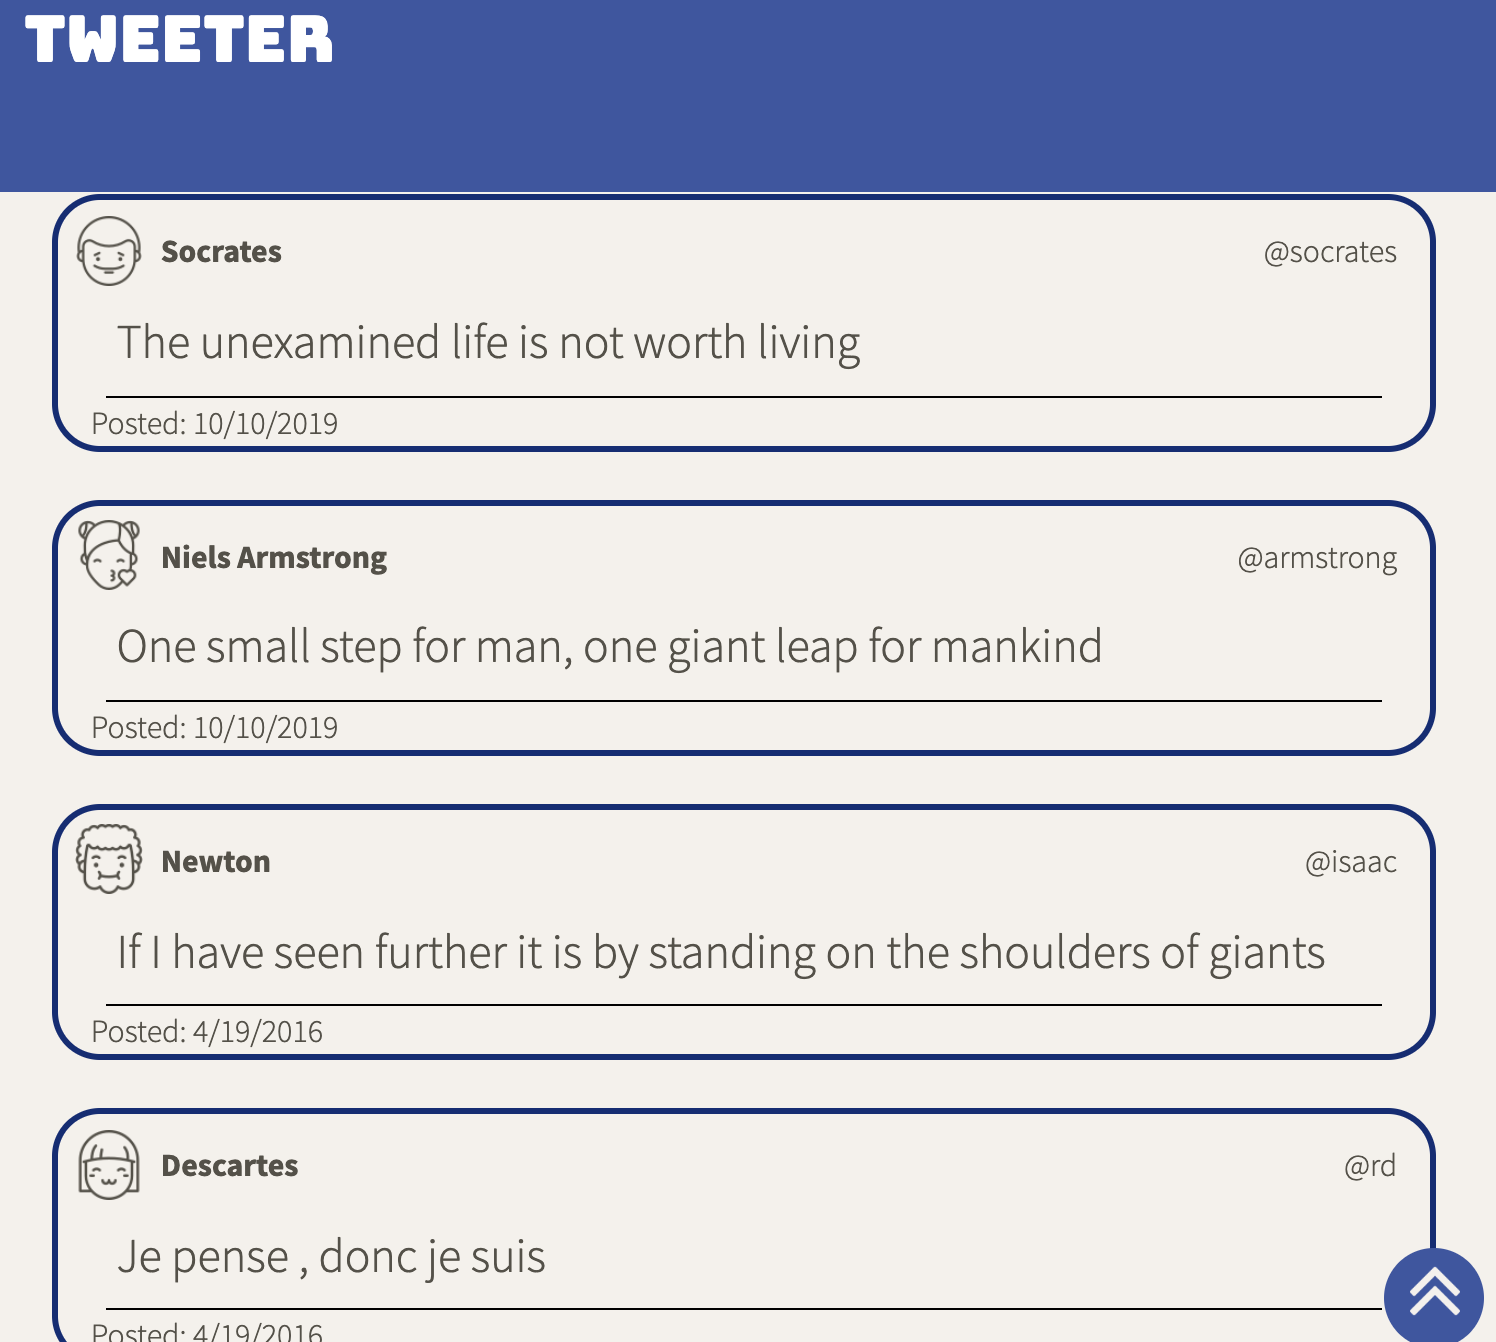 TWEETER
Socrates @socrates
The unexamined life is not worth living
Posted: 10/10/2019
Niels Armstrong @armstrong
One small step for man, one giant leap for mankind
Posted: 10/10/2019
Newton @isaac
If I have seen further it is by standing on the shoulders of giants
Posted: 4/19/2016
Descartes @rd
Je pense , donc je suis
Posted: 4/19/2016